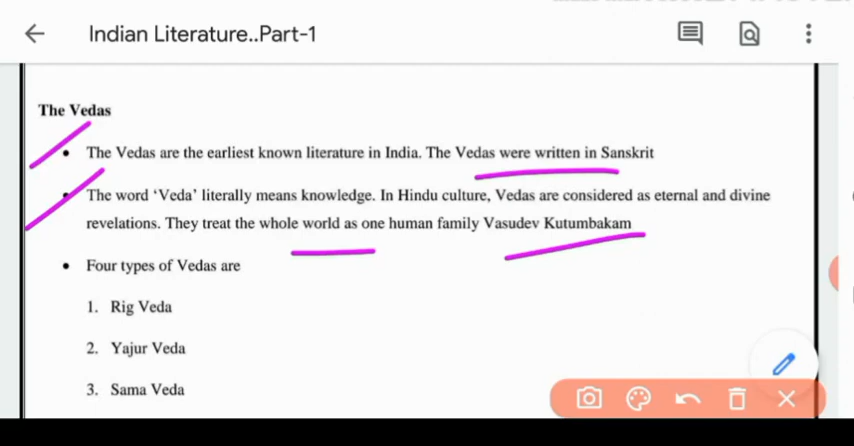 Indian Literature..Part-1
The Vedas
• The Vedas are the earliest known literature in India. The Vedas were written in Sanskrit
• The word ‘Veda’ literally means knowledge. In Hindu culture, Vedas are considered as eternal and divine
revelations. They treat the whole world as one human family Vasudev Kutumbakam
• Four types of Vedas are
1. Rig Veda
2. Yajur Veda
3. Sama Veda